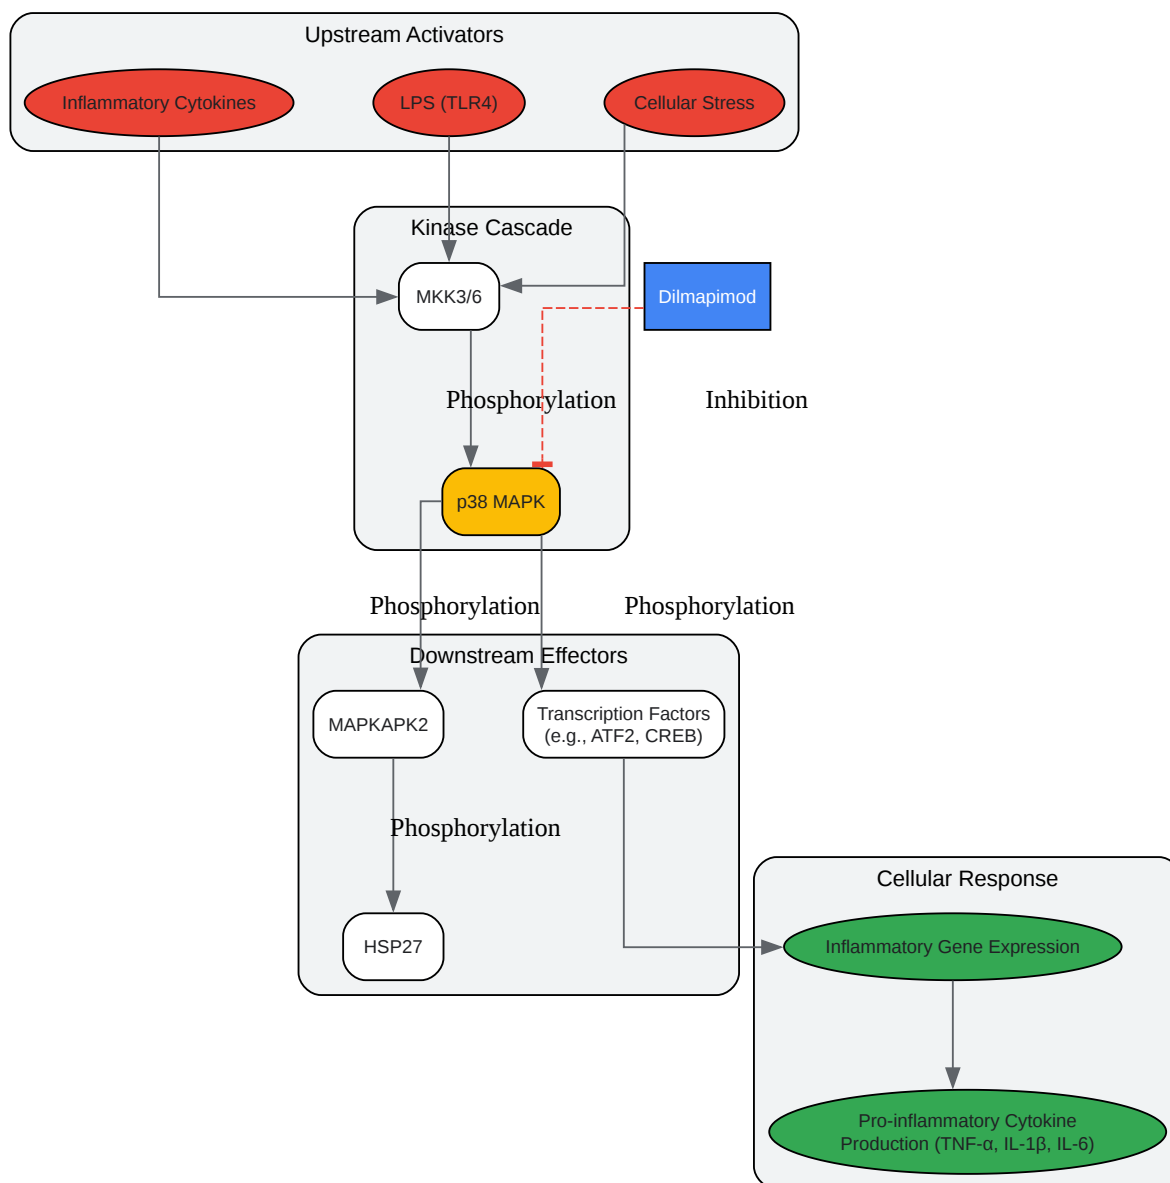 Upstream Activators
Inflammatory Cytokines
LPS (TLR4)
Cellular Stress
Kinase Cascade
MKK3/6
Dilmapimod
Phosphorylation
Inhibition
p38 MAPK
Phosphorylation
Phosphorylation
Downstream Effectors
MAPKAPK2
Transcription Factors
(e.g., ATF2, CREB)
Phosphorylation
HSP27
Cellular Response
Inflammatory Gene Expression
Pro-inflammatory Cytokine
Production (TNF-α, IL-1β, IL-6)